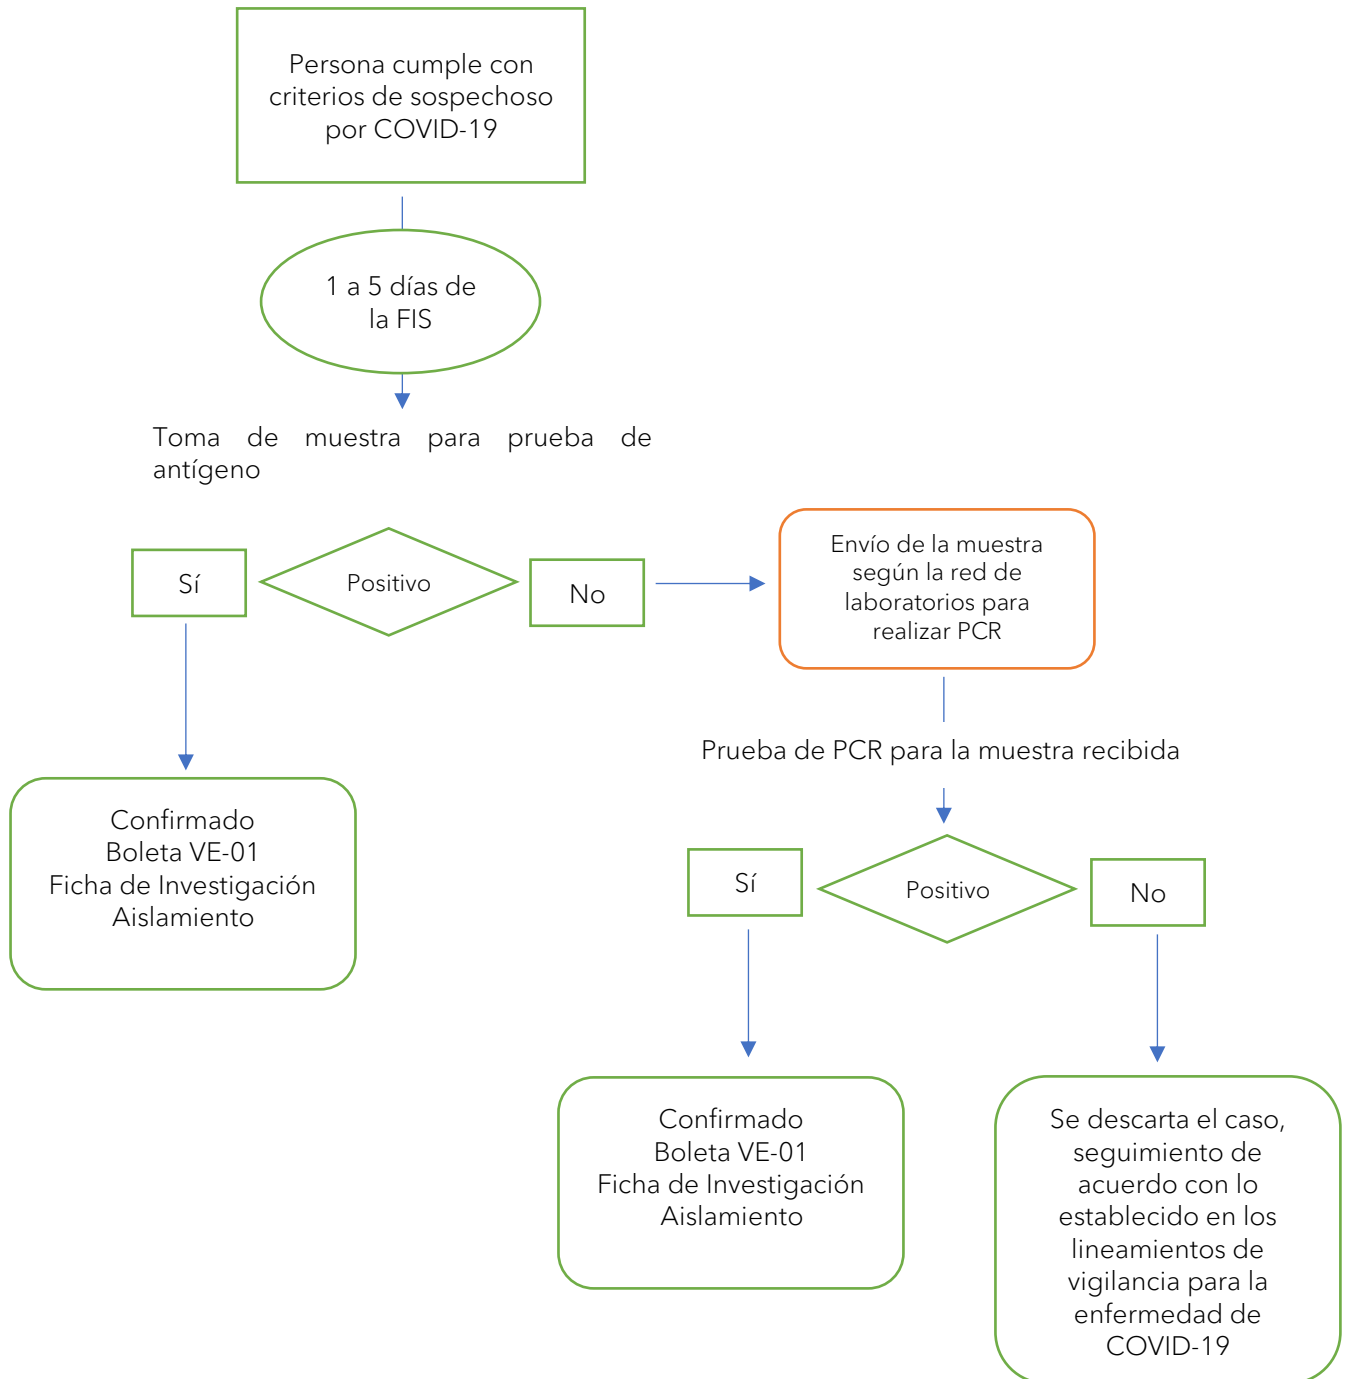 Persona cumple con
criterios de sospechoso
por COVID-19
1 a 5 días de
la FIS
Toma de muestra para prueba de
antígeno
Sí
Positivo
No
Envío de la muestra
según la red de
laboratorios para
realizar PCR
Prueba de PCR para la muestra recibida
Confirmado
Boleta VE-01
Ficha de Investigación
Aislamiento
Sí
Positivo
No
Confirmado
Boleta VE-01
Ficha de Investigación
Aislamiento
Se descarta el caso,
seguimiento de
acuerdo con lo
establecido en los
lineamientos de
vigilancia para la
enfermedad de
COVID-19